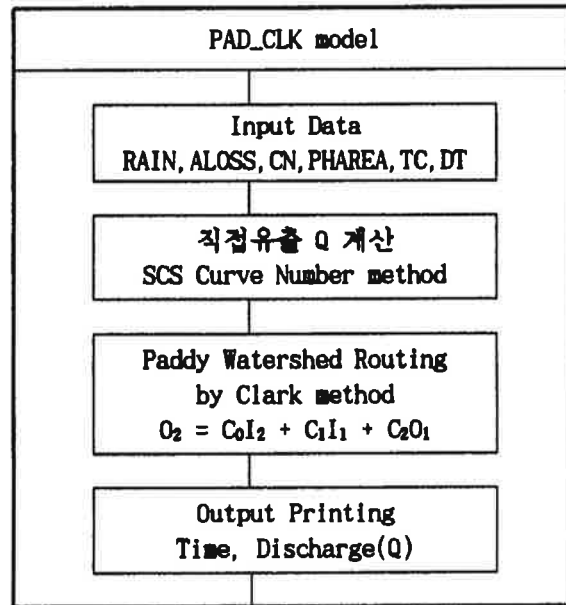 PAD_CLK model
Input Data
RAIN, ALOSS, CN, PHAREA, TC, DT
직접유출 Q 계산
SCS Curve Number method
Paddy Watershed Routing
by Clark method
O₂ = C₀I₂ + C₁I₁ + C₂O₁
Output Printing
Time, Discharge(Q)